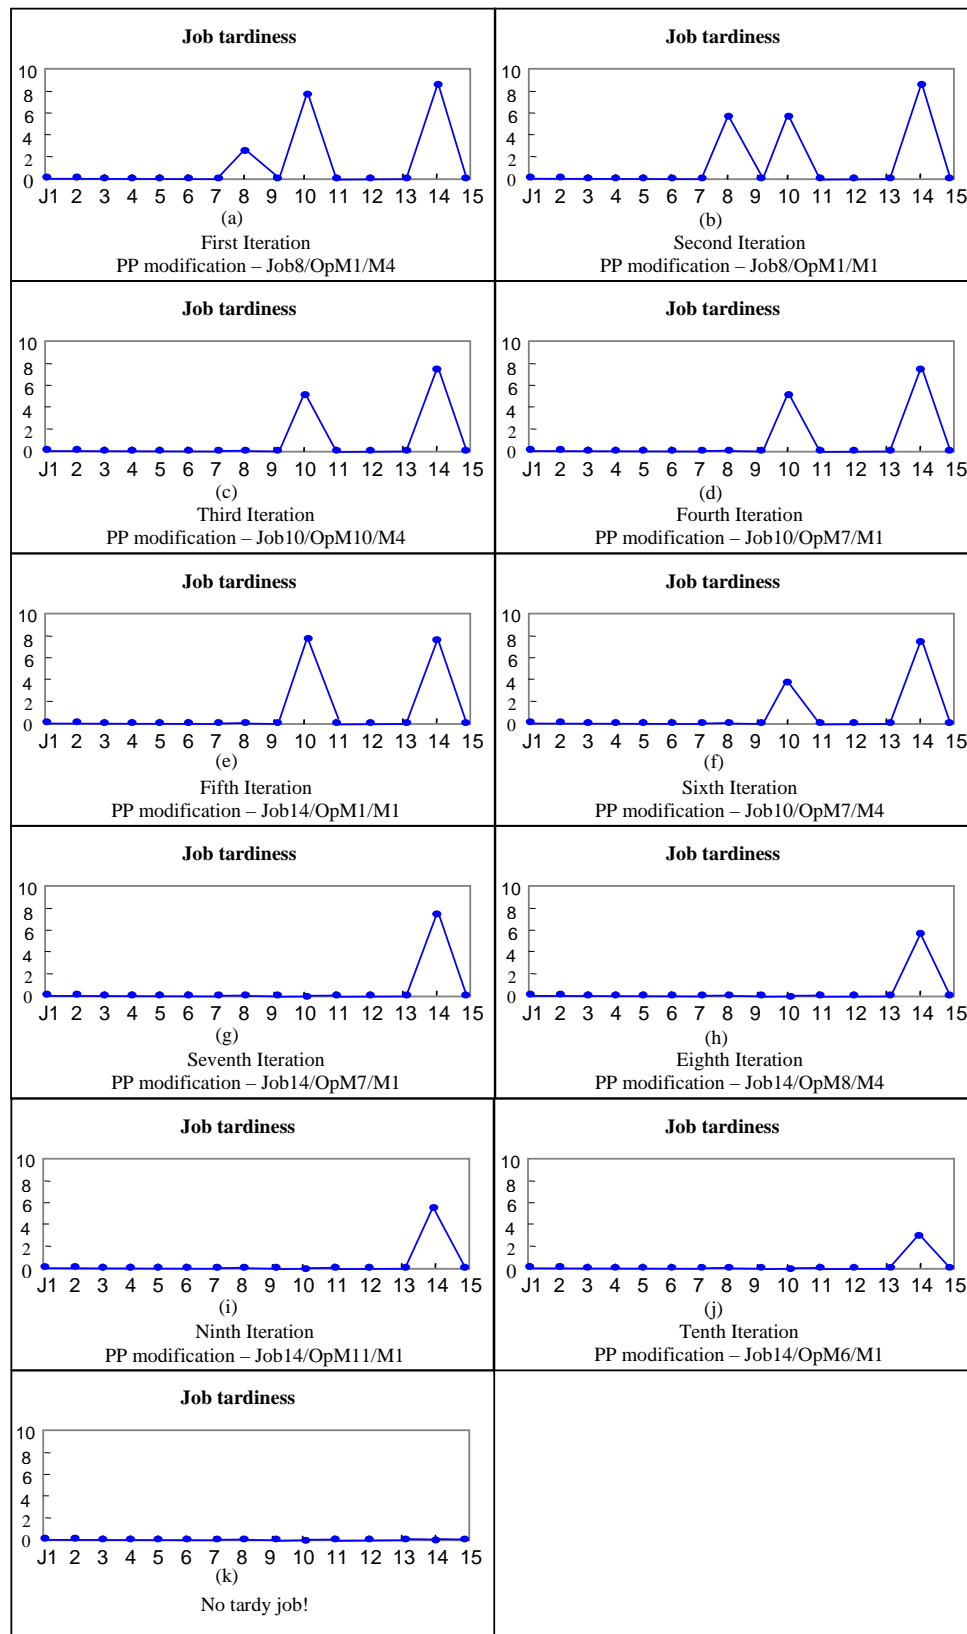 Job tardiness
10
8
6
4
2
0
J1 2 3 4 5 6 7 8 9 10 11 12 13 14 15
(a)
First Iteration
PP modification – Job8/OpM1/M4
Job tardiness
10
8
6
4
2
0
J1 2 3 4 5 6 7 8 9 10 11 12 13 14 15
(b)
Second Iteration
PP modification – Job8/OpM1/M1
Job tardiness
10
8
6
4
2
0
J1 2 3 4 5 6 7 8 9 10 11 12 13 14 15
(c)
Third Iteration
PP modification – Job10/OpM10/M4
Job tardiness
10
8
6
4
2
0
J1 2 3 4 5 6 7 8 9 10 11 12 13 14 15
(d)
Fourth Iteration
PP modification – Job10/OpM7/M1
Job tardiness
10
8
6
4
2
0
J1 2 3 4 5 6 7 8 9 10 11 12 13 14 15
(e)
Fifth Iteration
PP modification – Job14/OpM1/M1
Job tardiness
10
8
6
4
2
0
J1 2 3 4 5 6 7 8 9 10 11 12 13 14 15
(f)
Sixth Iteration
PP modification – Job10/OpM7/M4
Job tardiness
10
8
6
4
2
0
J1 2 3 4 5 6 7 8 9 10 11 12 13 14 15
(g)
Seventh Iteration
PP modification – Job14/OpM7/M1
Job tardiness
10
8
6
4
2
0
J1 2 3 4 5 6 7 8 9 10 11 12 13 14 15
(h)
Eighth Iteration
PP modification – Job14/OpM8/M4
Job tardiness
10
8
6
4
2
0
J1 2 3 4 5 6 7 8 9 10 11 12 13 14 15
(i)
Ninth Iteration
PP modification – Job14/OpM11/M1
Job tardiness
10
8
6
4
2
0
J1 2 3 4 5 6 7 8 9 10 11 12 13 14 15
(j)
Tenth Iteration
PP modification – Job14/OpM6/M1
Job tardiness
10
8
6
4
2
0
J1 2 3 4 5 6 7 8 9 10 11 12 13 14 15
(k)
No tardy job!